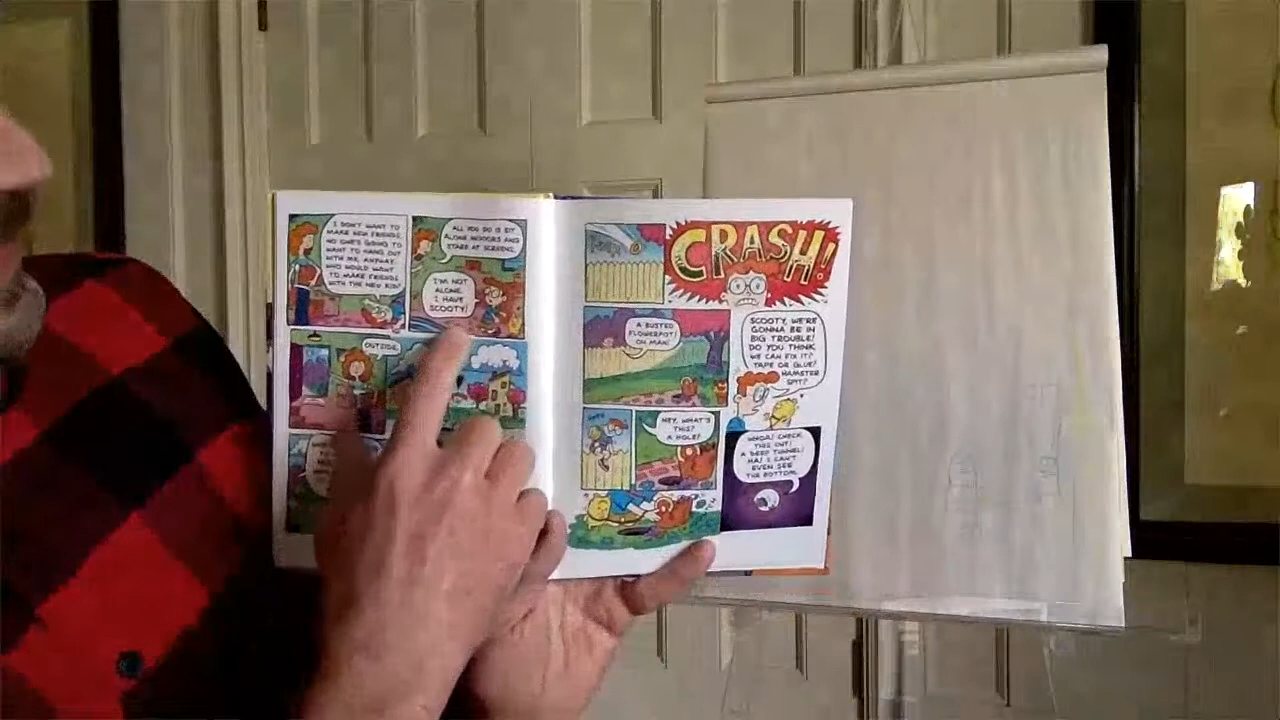 I DON'T WANT TO
MAKE NEW FRIENDS.
NO ONE'S GOING TO
WANT TO HANG OUT
WITH ME, ANYWAY.
WHO WOULD WANT
TO MAKE FRIENDS
WITH THE NEW KID?
ALL YOU DO IS SIT
ALONE INDOORS AND
STARE AT SCREENS.
I'M NOT
ALONE.
I HAVE
SCOOTY!
OUTSIDE.
CRASH!
A BUSTED
FLOWERPOT!
OH MAN!
SCOOTY, WE'RE
GONNA BE IN
BIG TROUBLE!
DO YOU THINK
WE CAN FIX IT?
TAPE OR GLUE?
HAMSTER
SPIT?
HEY, WHAT'S
THIS?
A HOLE!
WHOA! CHECK
THIS OUT!
A DEEP TUNNEL!
HA! I CAN'T
EVEN SEE
THE BOTTOM.